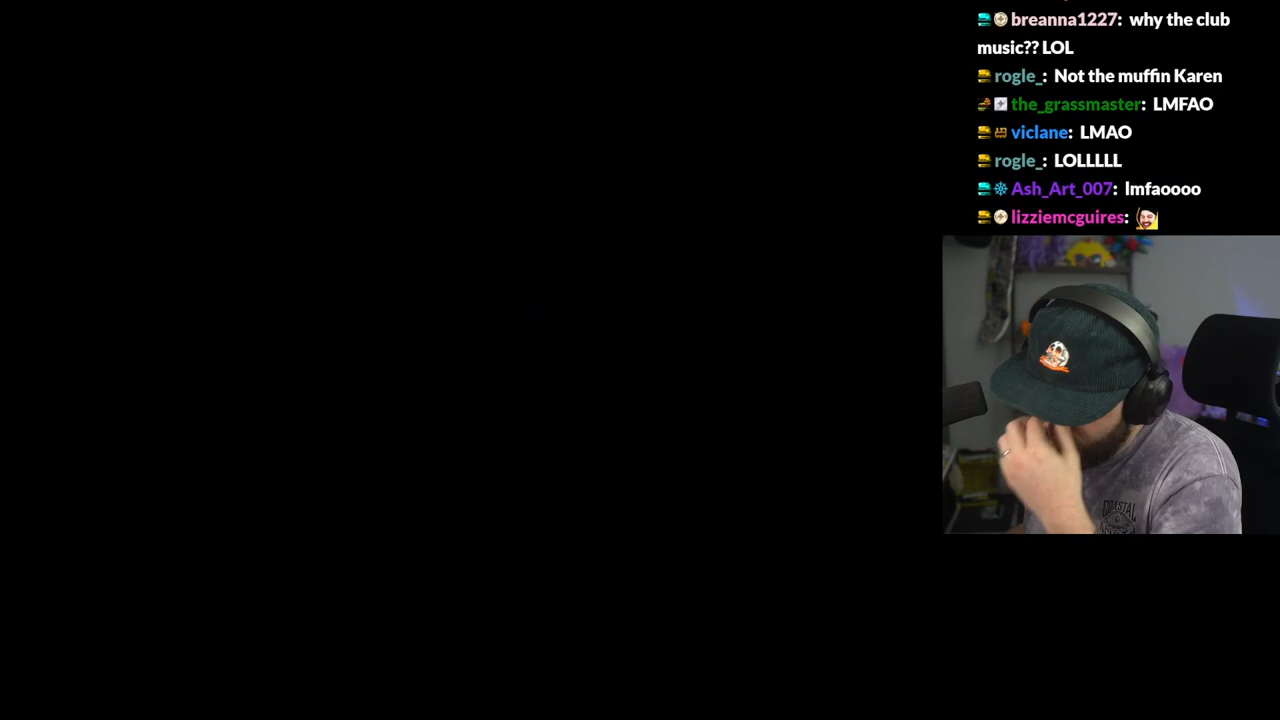 breanna1227: why the club
music?? LOL
rogle_: Not the muffin Karen
the_grassmaster: LMFAO
viclane: LMAO
rogle_: LOLLLLL
Ash_Art_007: lmfaoooo
lizziemcguires:
COASTAL